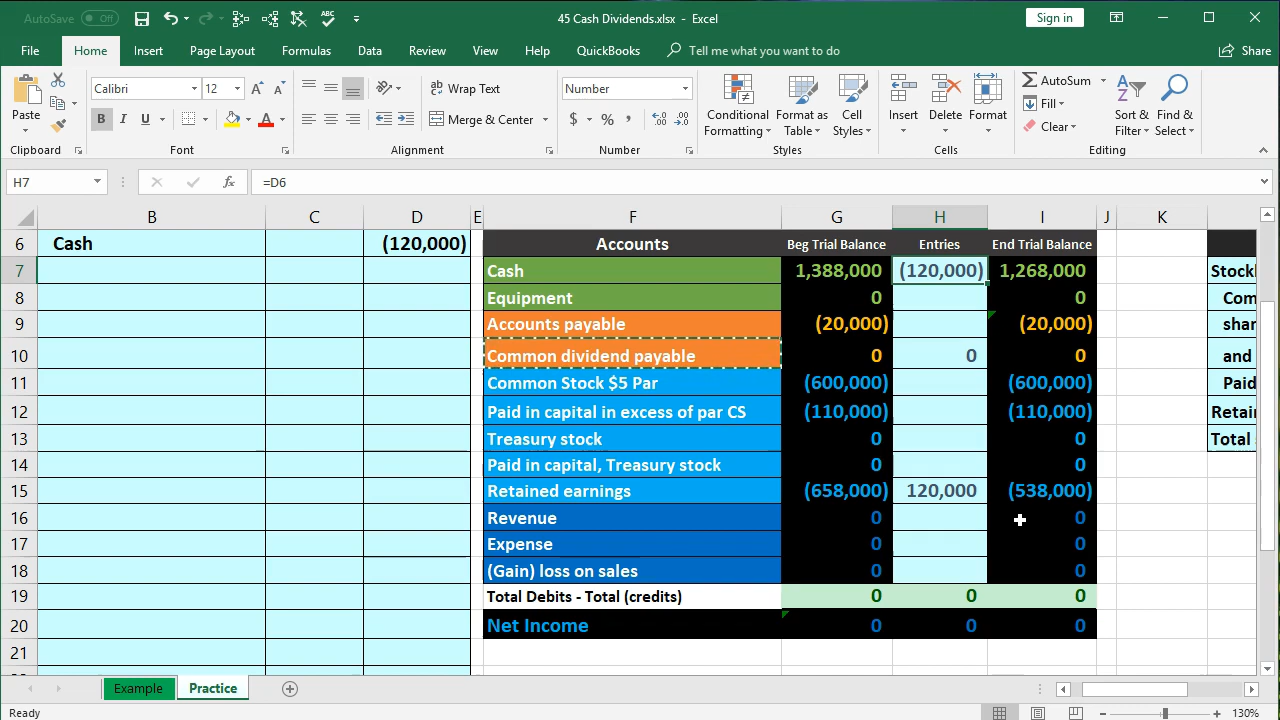 AutoSave Off 45 Cash Dividends.xlsx - Excel Sign in
File Home Insert Page Layout Formulas Data Review View Help QuickBooks Tell me what you want to do Share
Paste Calibri 12 Wrap Text Number AutoSum
B I U Merge & Center $ % Conditional Formatting Format as Table Cell Styles Insert Delete Format Fill Clear Sort & Filter Find & Select
Clipboard Font Alignment Number Styles Cells Editing
H7 fx =D6
B C D E F G H I J K
6 Cash (120,000) Accounts Beg Trial Balance Entries End Trial Balance
7 Cash 1,388,000 (120,000) 1,268,000 Stockl
8 Equipment 0 0 Com
9 Accounts payable (20,000) (20,000) shar
10 Common dividend payable 0 0 0 and
11 Common Stock $5 Par (600,000) (600,000) Paid
12 Paid in capital in excess of par CS (110,000) (110,000) Retai
13 Treasury stock 0 0 Total
14 Paid in capital, Treasury stock 0 0
15 Retained earnings (658,000) 120,000 (538,000)
16 Revenue 0 0
17 Expense 0 0
18 (Gain) loss on sales 0 0
19 Total Debits - Total (credits) 0 0 0
20 Net Income 0 0 0
21
Example Practice
Ready 130%